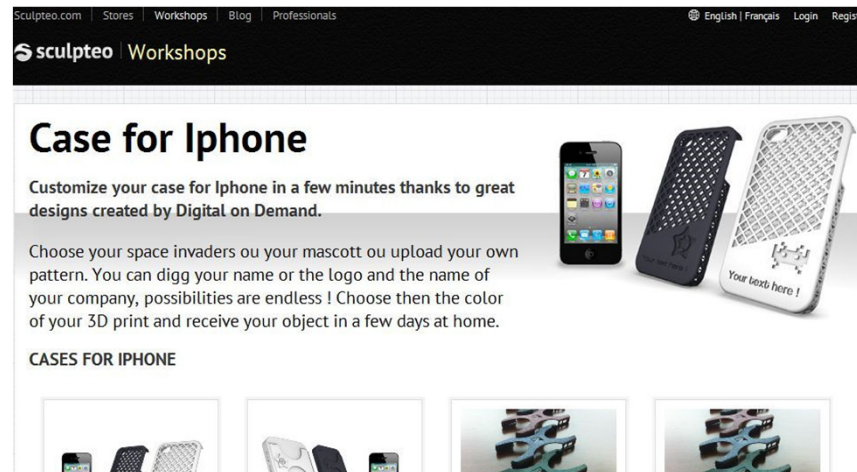 Sculpteo.com Stores Workshops Blog Professionals English | Français Login
sculpteo Workshops
Case for Iphone
Customize your case for Iphone in a few minutes thanks to great
designs created by Digital on Demand.
Choose your space invaders ou your mascott ou upload your own
pattern. You can digg your name or the logo and the name of
your company, possibilities are endless ! Choose then the color
of your 3D print and receive your object in a few days at home.
Your text here !
Your text here !
CASES FOR IPHONE